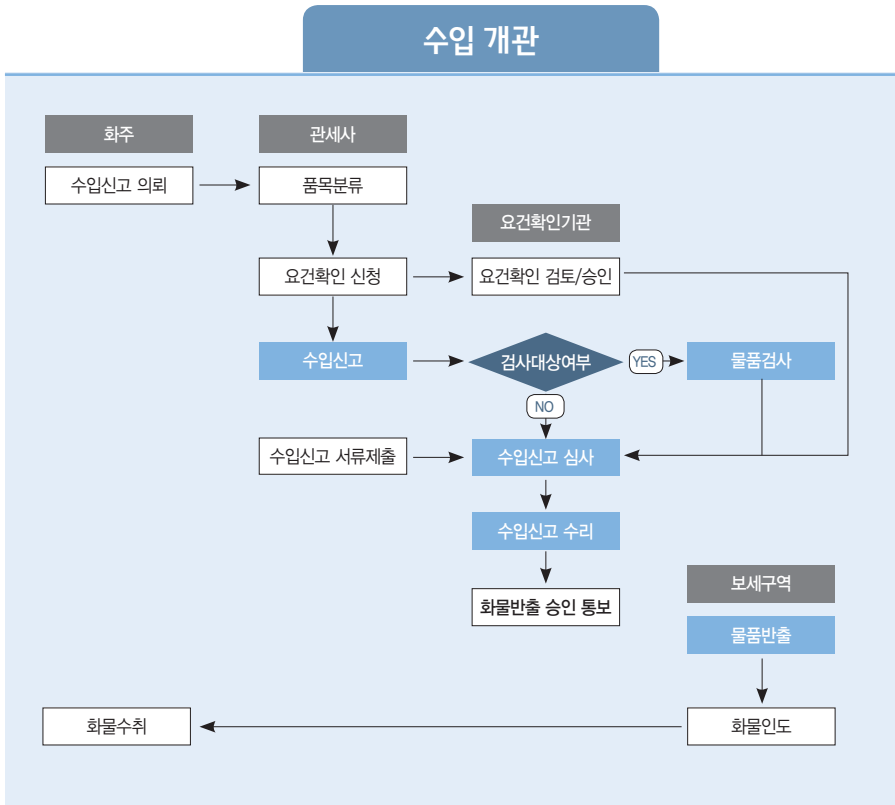 수입 개관
화주
관세사
수입신고 의뢰
품목분류
요건확인기관
요건확인 신청
요건확인 검토/승인
수입신고
검사대상여부
YES
물품검사
NO
수입신고 서류제출
수입신고 심사
수입신고 수리
보세구역
화물반출 승인 통보
물품반출
화물수취
화물인도